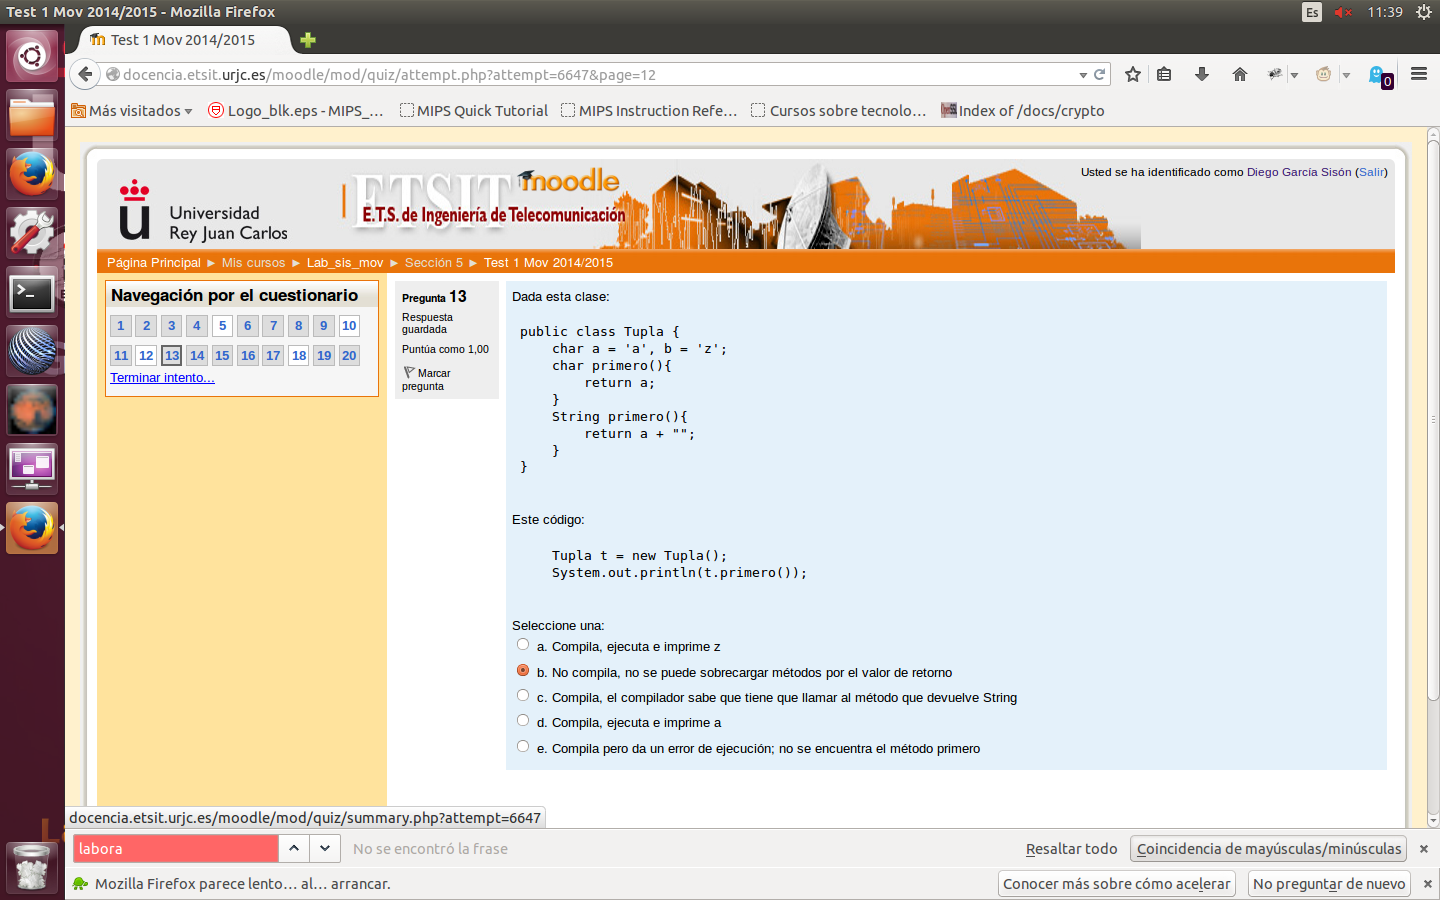 Test 1 Mov 2014/2015 - Mozilla Firefox
Es
11:39
Test 1 Mov 2014/2015
docencia.etsit.urjc.es/moodle/mod/quiz/attempt.php?attempt=6647&page=12
0
Más visitados
Logo_blk.eps - MIPS_...
MIPS Quick Tutorial
MIPS Instruction Refe...
Cursos sobre tecnolo...
Index of /docs/crypto
Universidad
Rey Juan Carlos
ETSIT moodle
E.T.S. de Ingeniería de Telecomunicación
Usted se ha identificado como Diego García Sisón (Salir)
Página Principal ► Mis cursos ► Lab_sis_mov ► Sección 5 ► Test 1 Mov 2014/2015
Navegación por el cuestionario
1 2 3 4 5 6 7 8 9 10
11 12 13 14 15 16 17 18 19 20
Terminar intento...
Pregunta 13
Respuesta
guardada
Puntúa como 1,00
Marcar
pregunta
Dada esta clase:
public class Tupla {
    char a = 'a', b = 'z';
    char primero(){
        return a;
    }
    String primero(){
        return a + "";
    }
}
Este código:
    Tupla t = new Tupla();
    System.out.println(t.primero());
Seleccione una:
a. Compila, ejecuta e imprime z
b. No compila, no se puede sobrecargar métodos por el valor de retorno
c. Compila, el compilador sabe que tiene que llamar al método que devuelve String
d. Compila, ejecuta e imprime a
e. Compila pero da un error de ejecución; no se encuentra el método primero
docencia.etsit.urjc.es/moodle/mod/quiz/summary.php?attempt=6647
labora
No se encontró la frase
Resaltar todo
Coincidencia de mayúsculas/minúsculas
Mozilla Firefox parece lento... al... arrancar.
Conocer más sobre cómo acelerar
No preguntar de nuevo